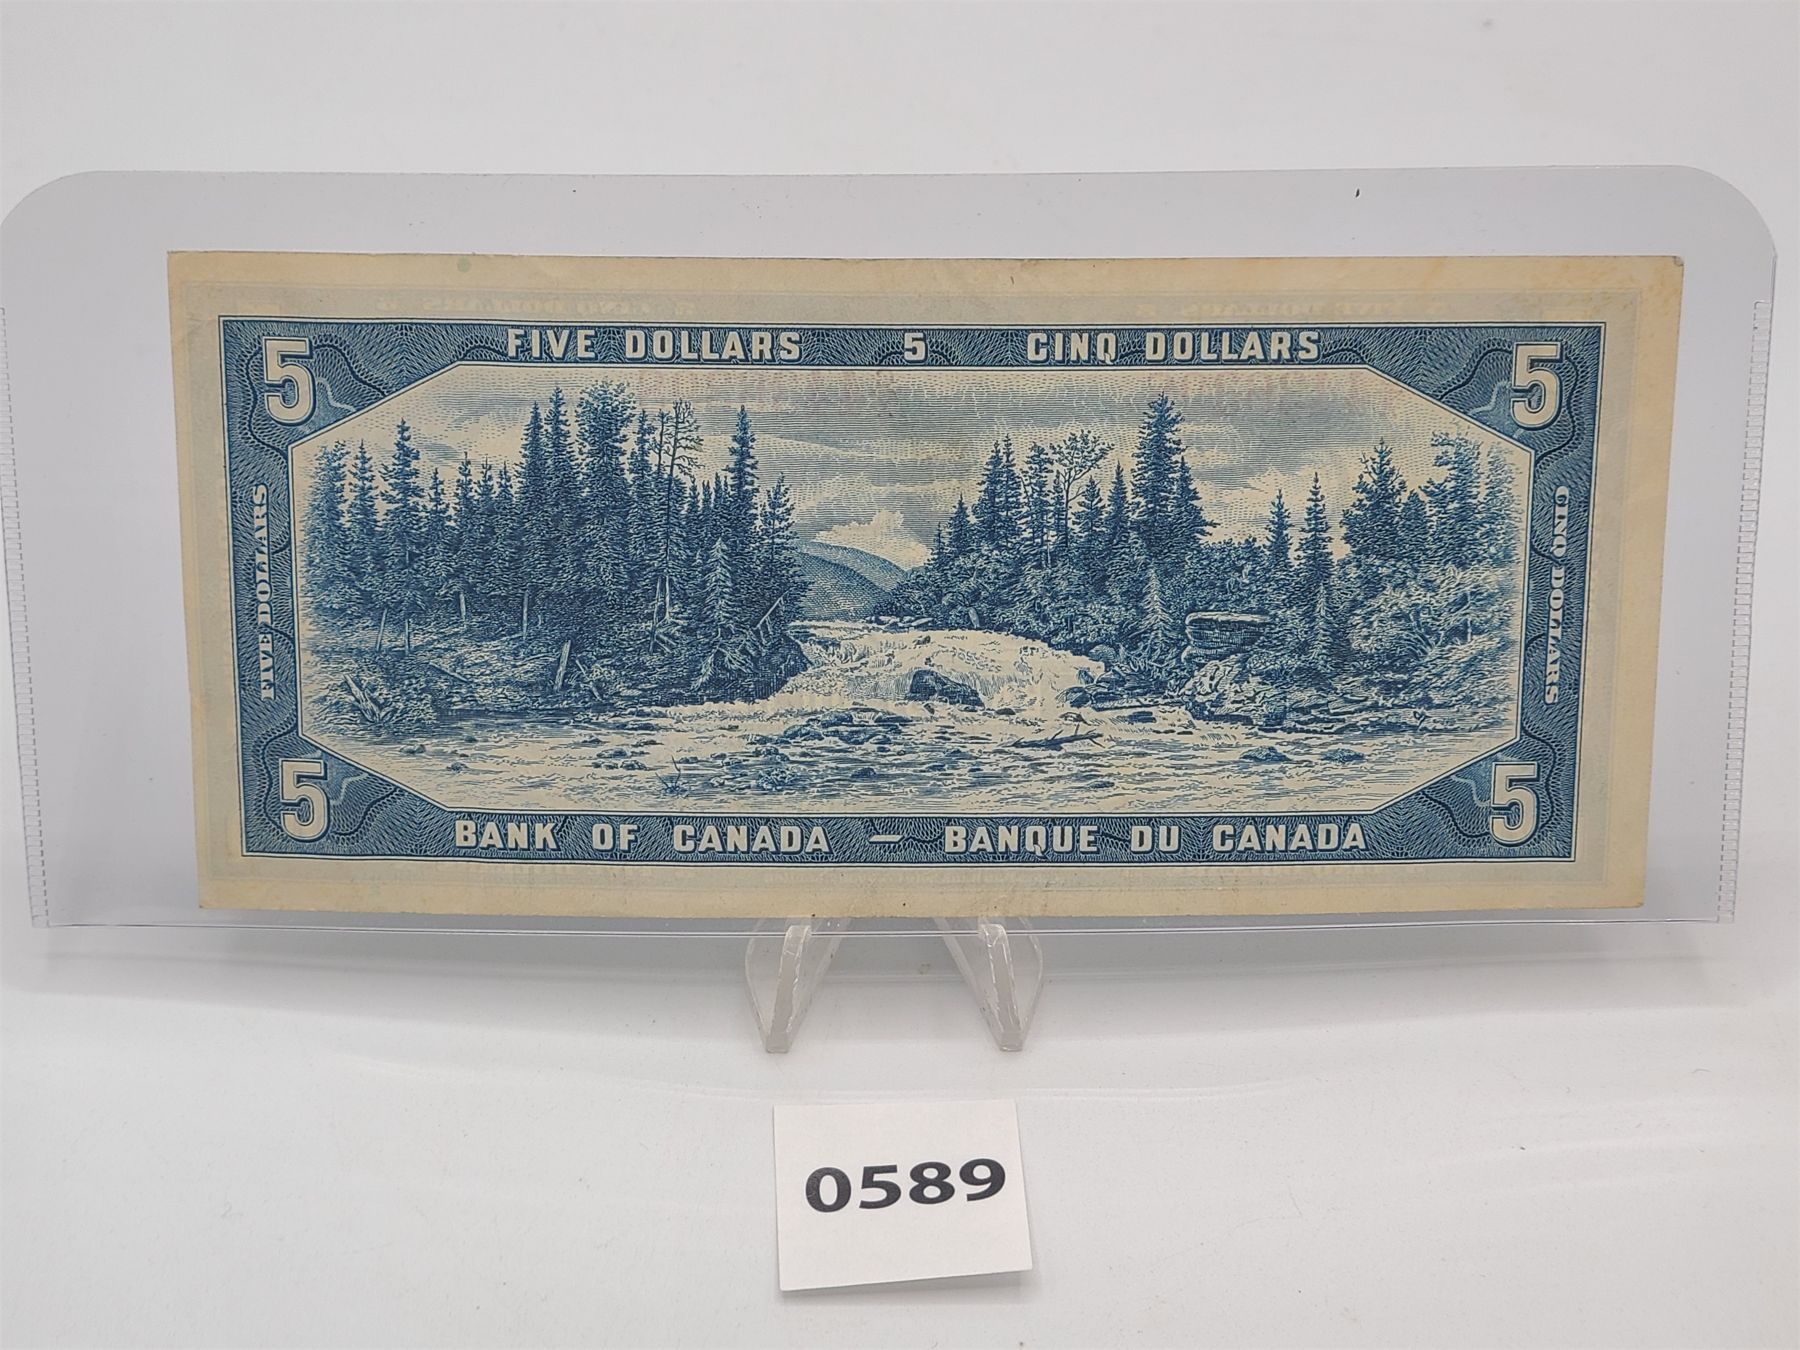 FIVE DOLLARS 5 CINQ DOLLARS
5 5
FIVE DOLLARS
CINQ DOLLARS
5 5
BANK OF CANADA — BANQUE DU CANADA
0589